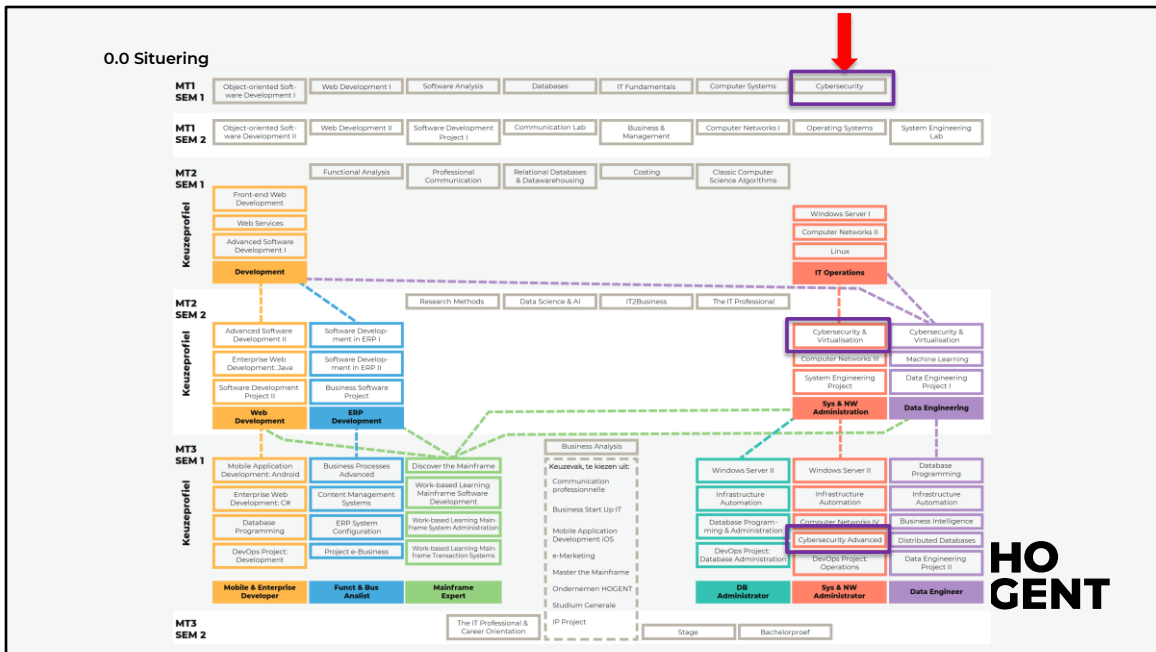 0.0 Situering
MT1
SEM 1
Object-oriented Soft-
ware Development I
Web Development I
Software Analysis
Databases
IT Fundamentals
Computer Systems
Cybersecurity
MT1
SEM 2
Object-oriented Soft-
ware Development II
Web Development II
Software Development
Project I
Communication Lab
Business &
Management
Computer Networks I
Operating Systems
System Engineering
Lab
MT2
SEM 1
Functional Analysis
Professional
Communication
Relational Databases
& Datawarehousing
Costing
Classic Computer
Science Algorithms
Keuzeprofiel
Front-end Web
Development
Web Services
Advanced Software
Development I
Development
Windows Server I
Computer Networks II
Linux
IT Operations
MT2
SEM 2
Research Methods
Data Science & AI
IT2Business
The IT Professional
Keuzeprofiel
Advanced Software
Development II
Enterprise Web
Development: Java
Software Development
Project II
Web
Development
Software Develop-
ment in ERP I
Software Develop-
ment in ERP II
Business Software
Project
ERP
Development
Cybersecurity &
Virtualisation
Computer Networks III
System Engineering
Project
Sys & NW
Administration
Cybersecurity &
Virtualisation
Machine Learning
Data Engineering
Project I
Data Engineering
MT3
SEM 1
Keuzeprofiel
Mobile Application
Development: Android
Enterprise Web
Development: C#
Database
Programming
DevOps Project:
Development
Mobile & Enterprise
Developer
Business Processes
Advanced
Content Management
Systems
ERP System
Configuration
Project e-Business
Funct & Bus
Analist
Discover the Mainframe
Work-based Learning
Mainframe Software
Development
Work-based Learning Main-
frame System Administration
Work-based Learning Main-
frame Transaction Systems
Mainframe
Expert
Business Analysis
Keuzevak, te kiezen uit:
Communication
professionnelle
Business Start Up IT
Mobile Application
Development iOS
e-Marketing
Master the Mainframe
Ondernemen HOGENT
Studium Generale
IP Project
Windows Server II
Infrastructure
Automation
Database Program-
ming & Administration
DevOps Project:
Database Administration
DB
Administrator
Windows Server II
Infrastructure
Automation
Computer Networks IV
Cybersecurity Advanced
DevOps Project:
Operations
Sys & NW
Administrator
Database
Programming
Infrastructure
Automation
Business Intelligence
Distributed Databases
Data Engineering
Project II
Data Engineer
HO
GENT
MT3
SEM 2
The IT Professional &
Career Orientation
Stage
Bachelorproef